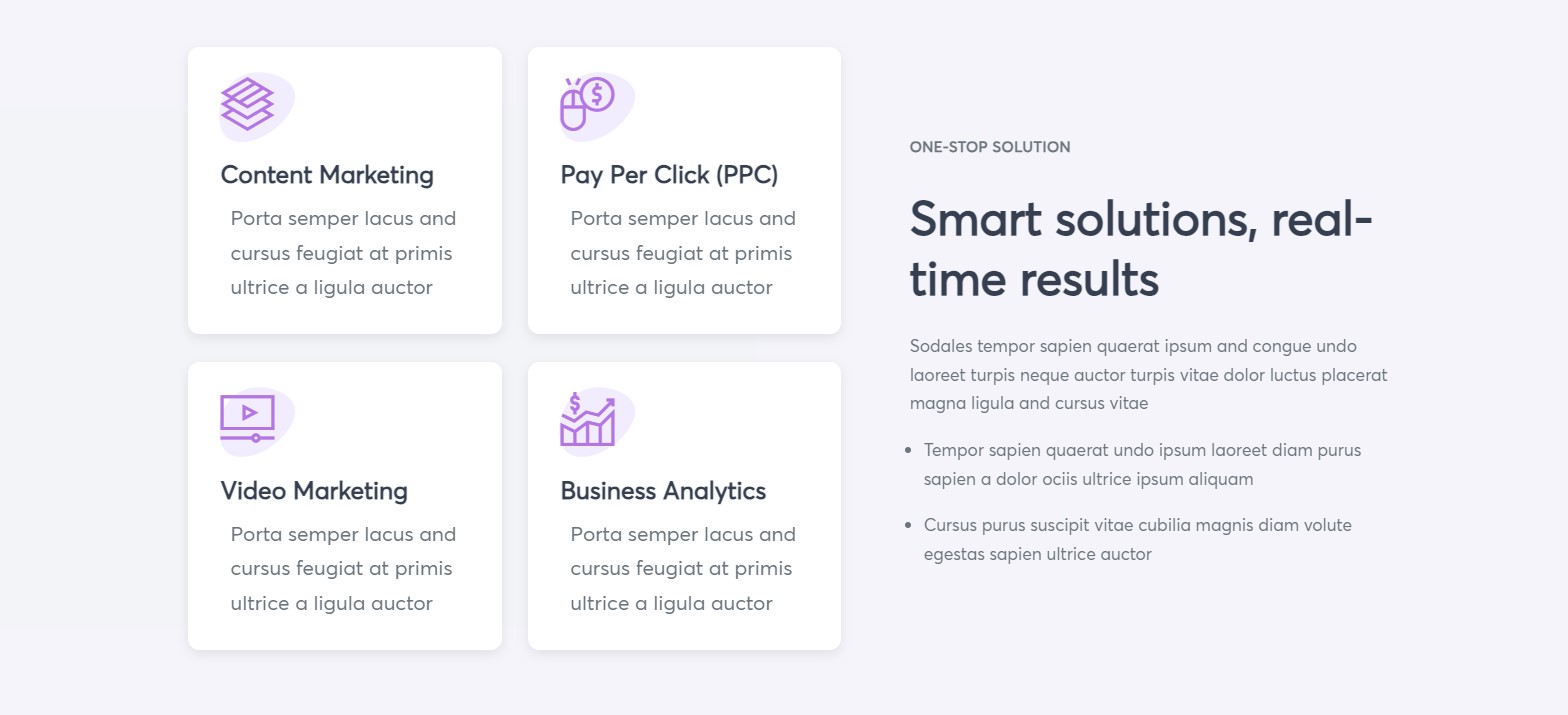 Content Marketing
Porta semper lacus and
cursus feugiat at primis
ultrice a ligula auctor
Pay Per Click (PPC)
Porta semper lacus and
cursus feugiat at primis
ultrice a ligula auctor
Video Marketing
Porta semper lacus and
cursus feugiat at primis
ultrice a ligula auctor
Business Analytics
Porta semper lacus and
cursus feugiat at primis
ultrice a ligula auctor
ONE-STOP SOLUTION
Smart solutions, real-
time results
Sodales tempor sapien quaerat ipsum and congue undo
laoreet turpis neque auctor turpis vitae dolor luctus placerat
magna ligula and cursus vitae
• Tempor sapien quaerat undo ipsum laoreet diam purus
sapien a dolor ociis ultrice ipsum aliquam
• Cursus purus suscipit vitae cubilia magnis diam volute
egestas sapien ultrice auctor